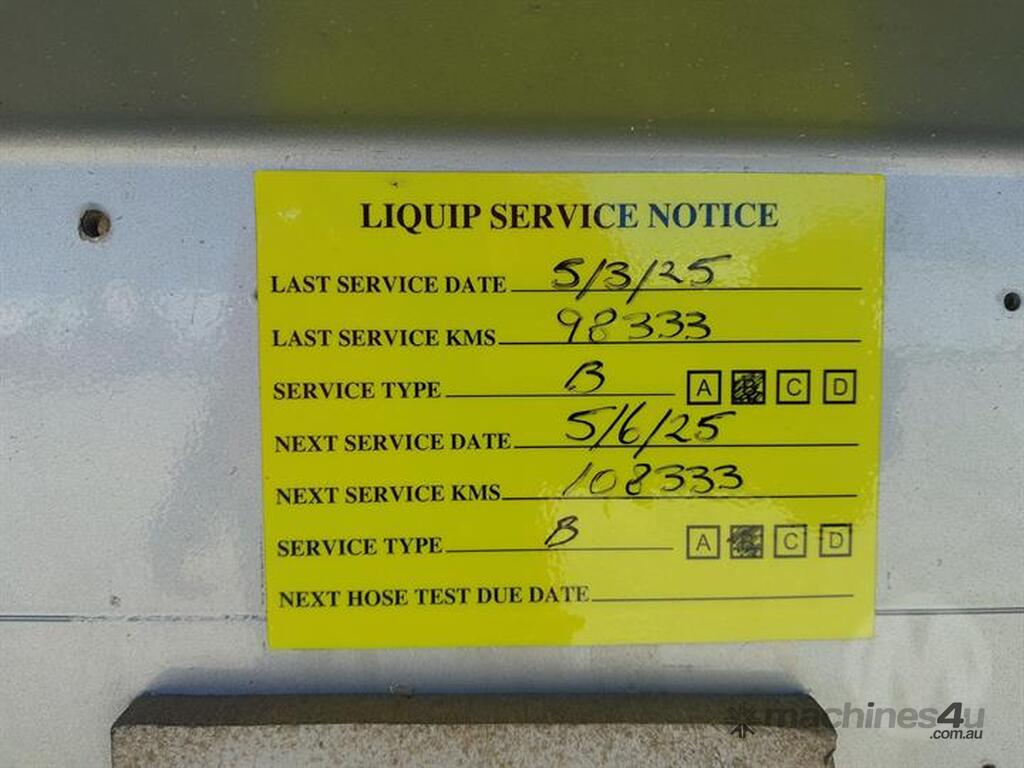 LIQUIP SERVICE NOTICE
LAST SERVICE DATE 5/3/25
LAST SERVICE KMS 98333
SERVICE TYPE B A B C D
NEXT SERVICE DATE 5/6/25
NEXT SERVICE KMS 108333
SERVICE TYPE B A B C D
NEXT HOSE TEST DUE DATE
machines4u
.com.au